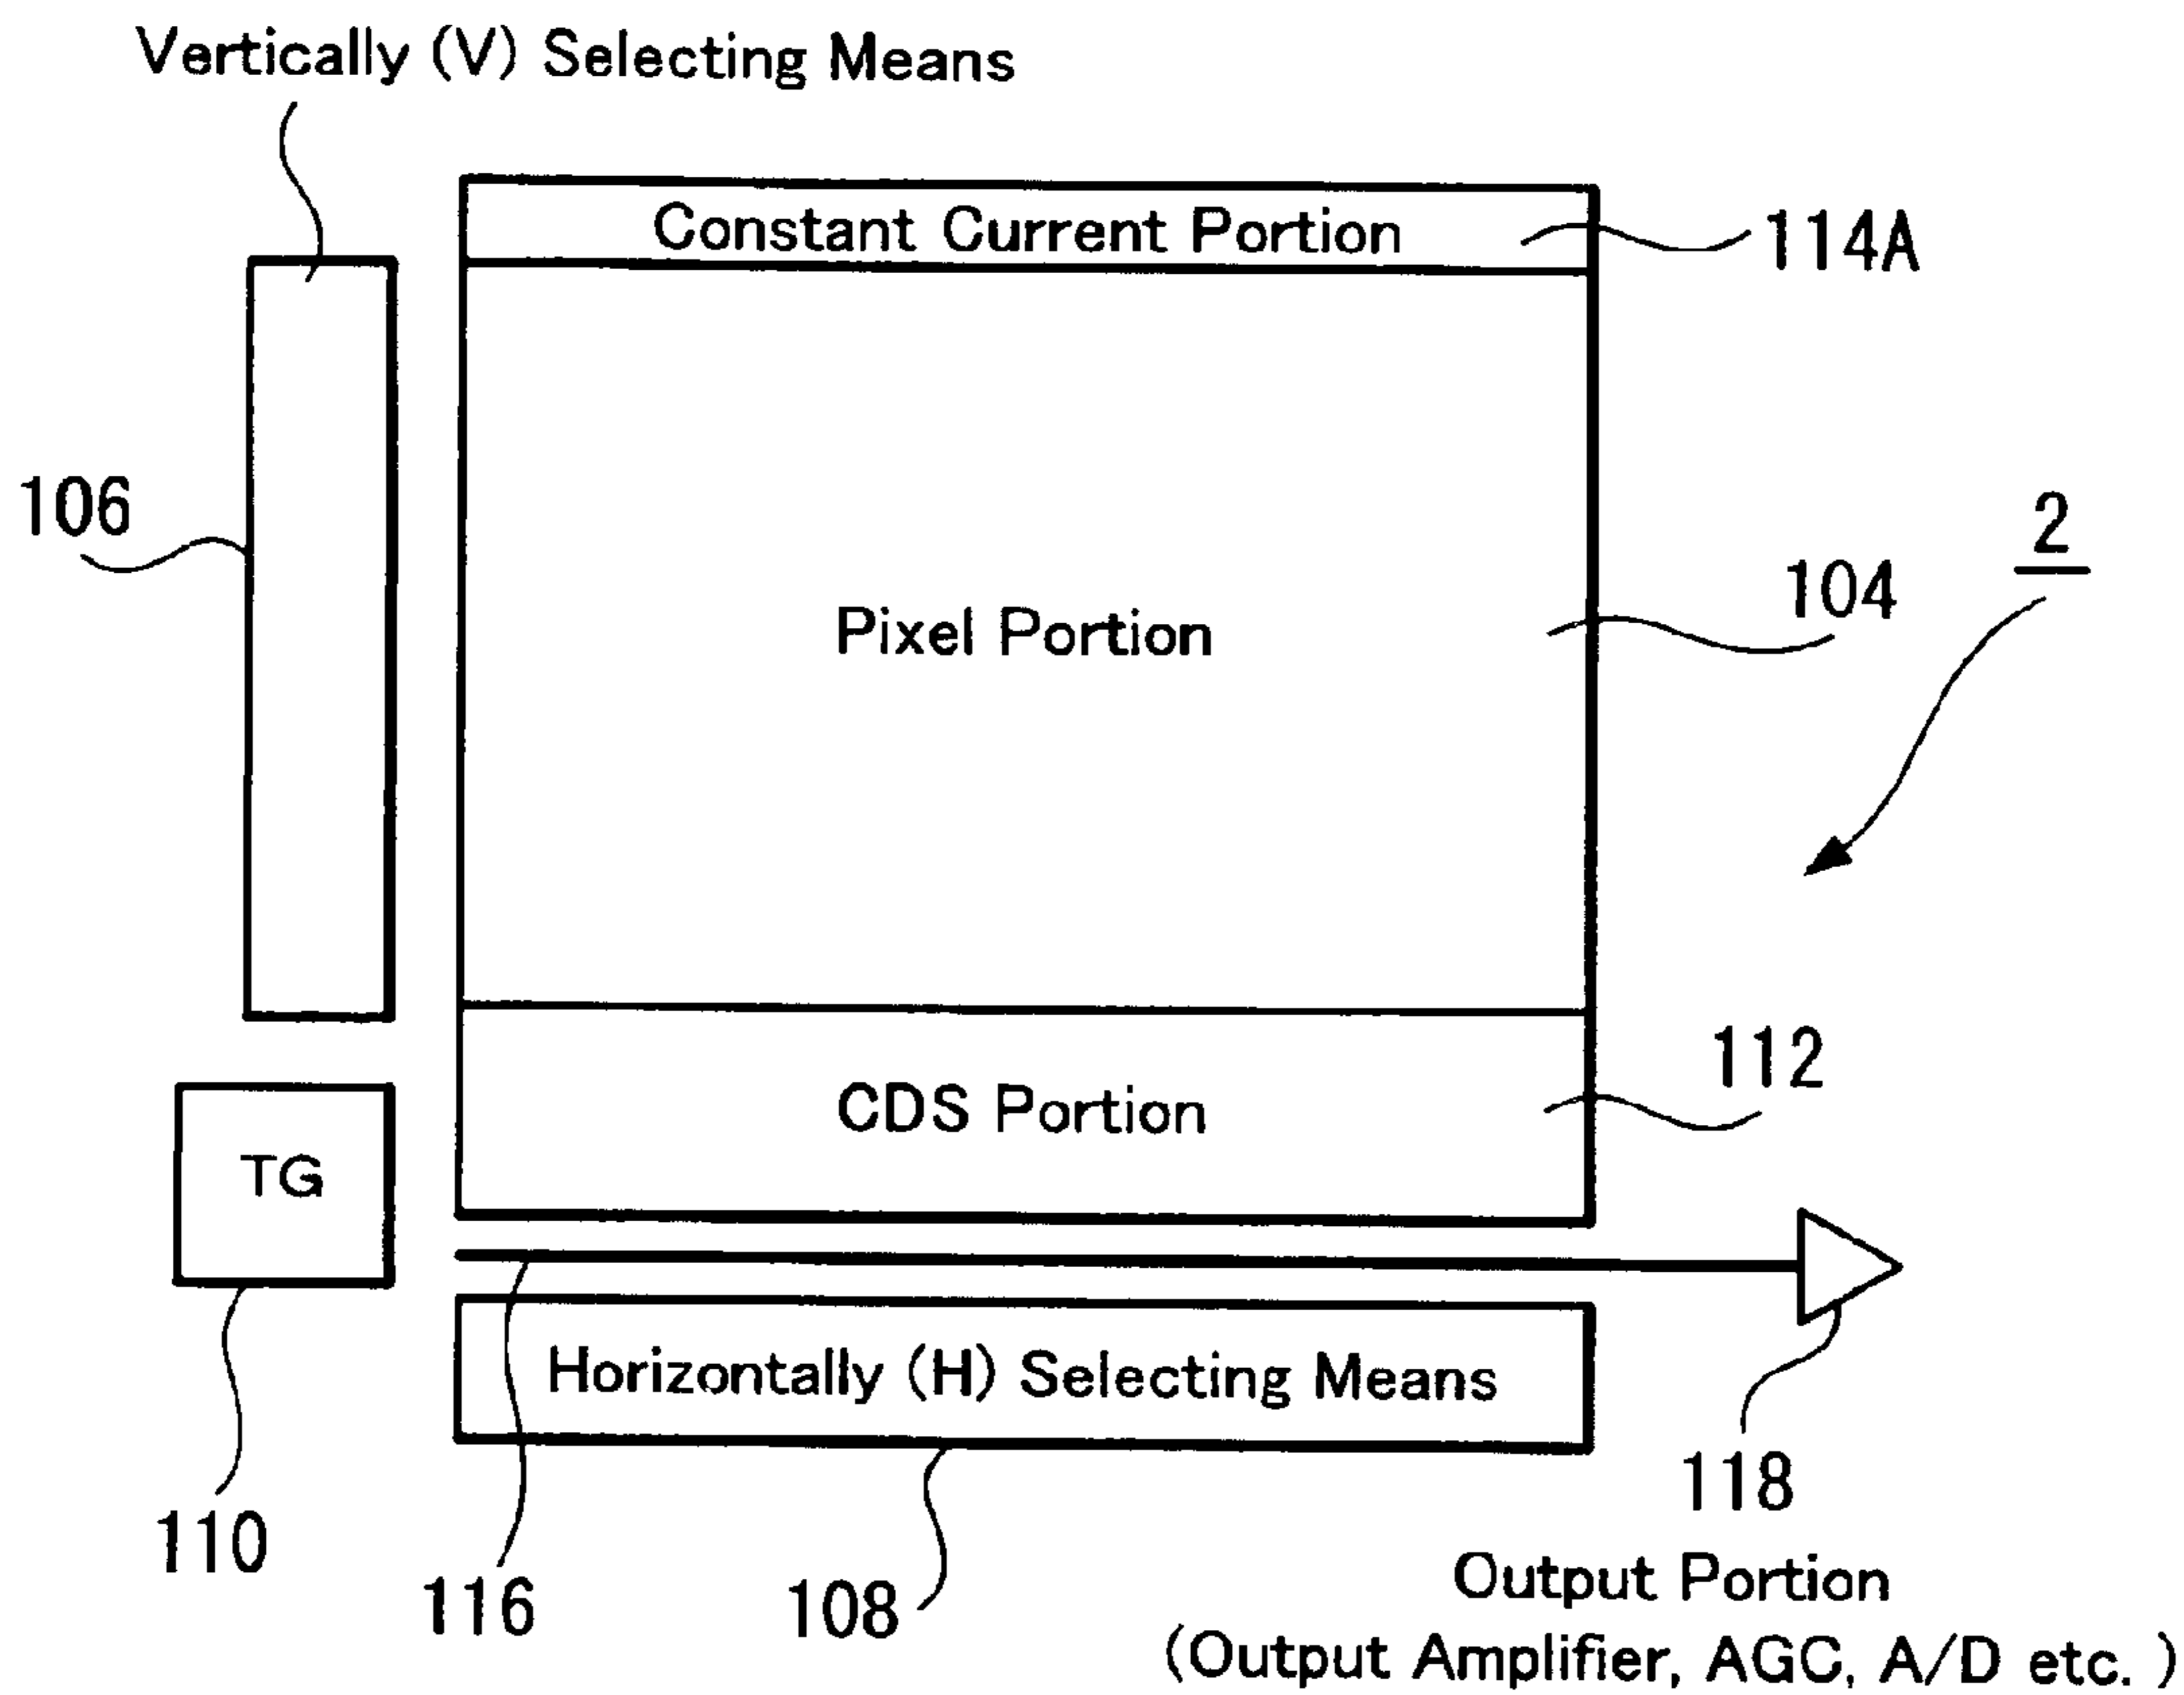 Vertically (V) Selecting Means
Constant Current Portion
114A
106
2
104
Pixel Portion
112
CDS Portion
TG
Horizontally (H) Selecting Means
118
110
116
108
Output Portion
(Output Amplifier, AGC, A/D etc. )